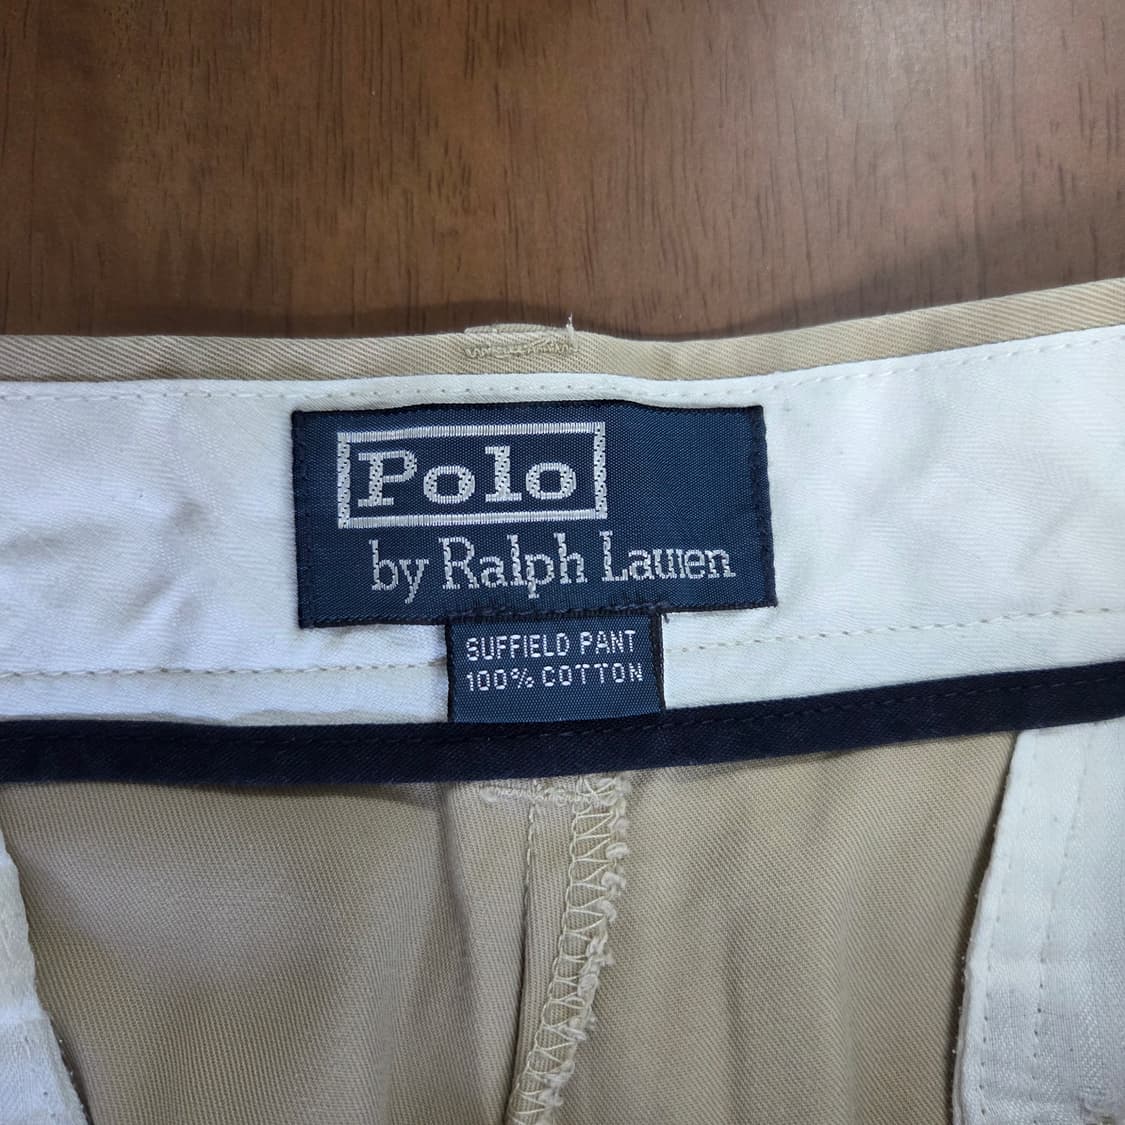 Polo
by Ralph Lauren
SUFFIELD PANT
100% COTTON